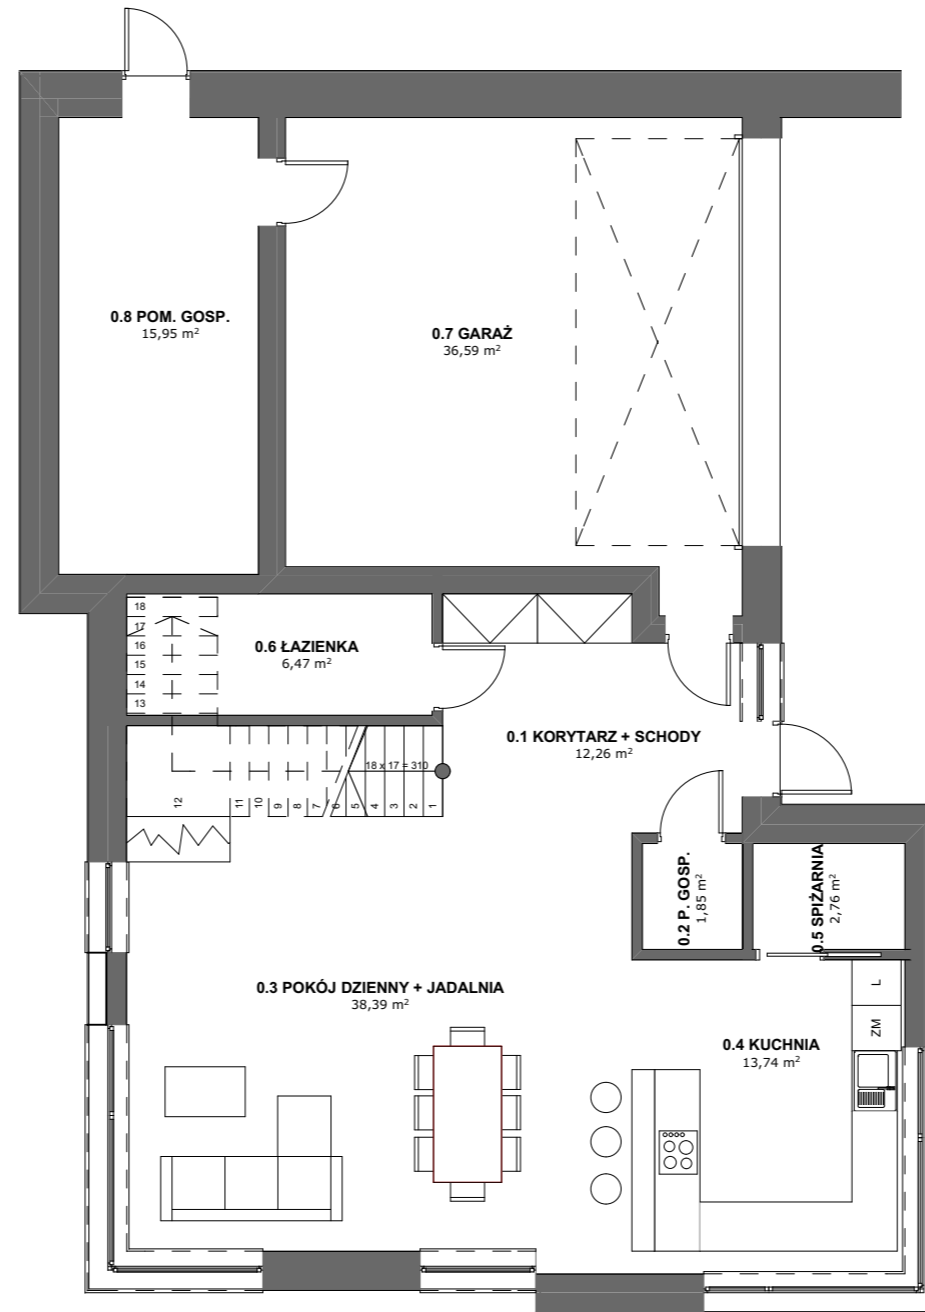 0.8 POM. GOSP.
15,95 m²
0.7 GARAŻ
36,59 m²
18
17
16
15
14
13
0.6 ŁAZIENKA
6,47 m²
0.1 KORYTARZ + SCHODY
12,26 m²
18 x 17 = 310
12
11
10
9
8
7
6
5
4
3
2
1
0.2 P. GOSP.
1,85 m²
0.5 SPIŻARNIA
2,76 m²
0.3 POKÓJ DZIENNY + JADALNIA
38,39 m²
L
ZM
0.4 KUCHNIA
13,74 m²